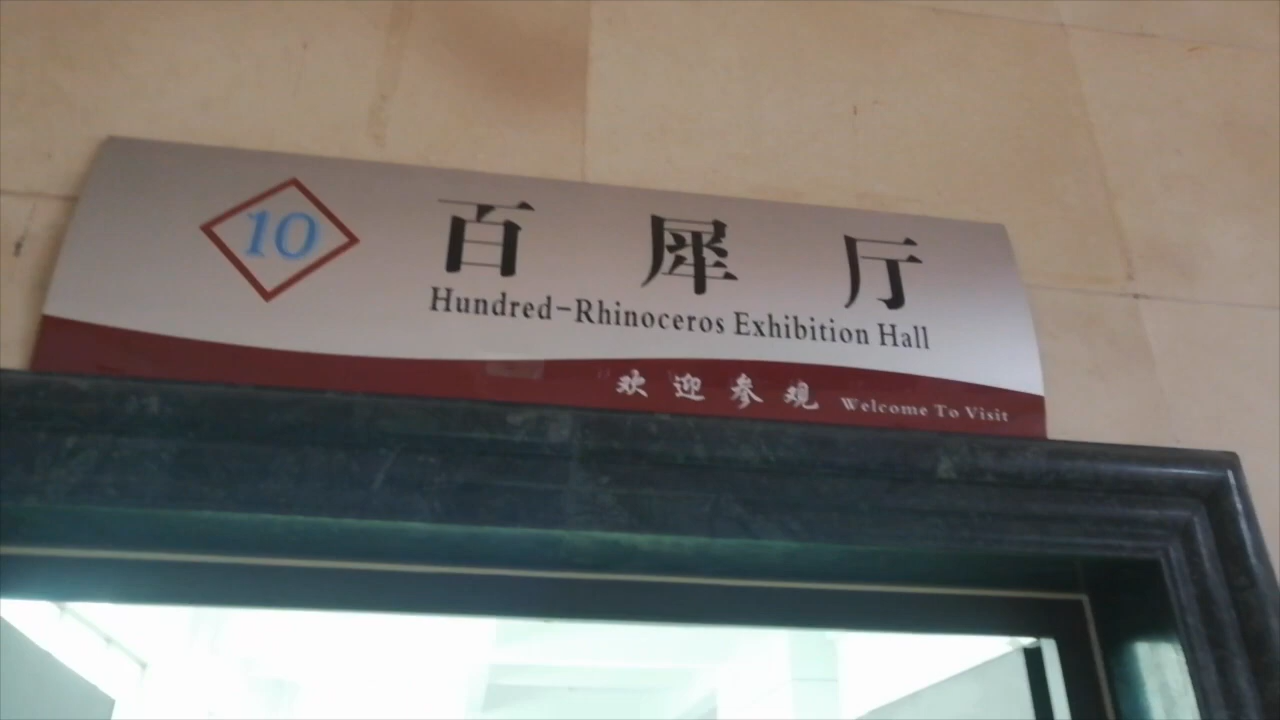 10
百犀厅
Hundred-Rhinoceros Exhibition Hall
欢迎参观 Welcome To Visit